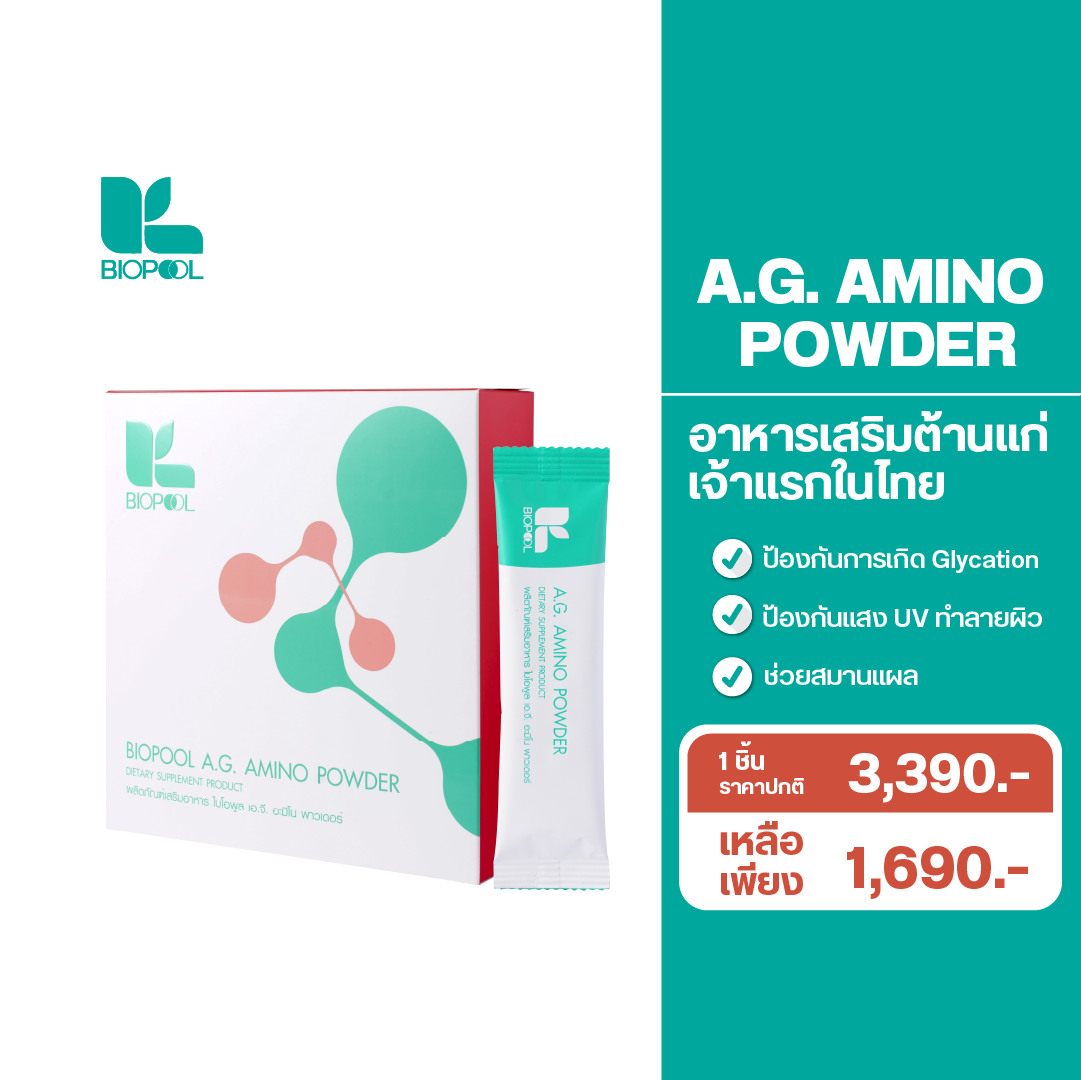 BIOPOOL
BIOPOOL
BIOPOOL A.G. AMINO POWDER
DIETARY SUPPLEMENT PRODUCT
ผลิตภัณฑ์เสริมอาหาร ไบโอพูล เอ.จี. อะมิโน พาวเดอร์
BIOPOOL
A.G. AMINO POWDER
DIETARY SUPPLEMENT PRODUCT
ผลิตภัณฑ์เสริมอาหาร ไบโอพูล เอ.จี. อะมิโน พาวเดอร์
A.G. AMINO
POWDER
อาหารเสริมต้านแก่
เจ้าแรกในไทย
ป้องกันการเกิด Glycation
ป้องกันแสง UV ทำลายผิว
ช่วยสมานแผล
1 ชิ้น
ราคาปกติ
3,390.-
เหลือ
เพียง
1,690.-